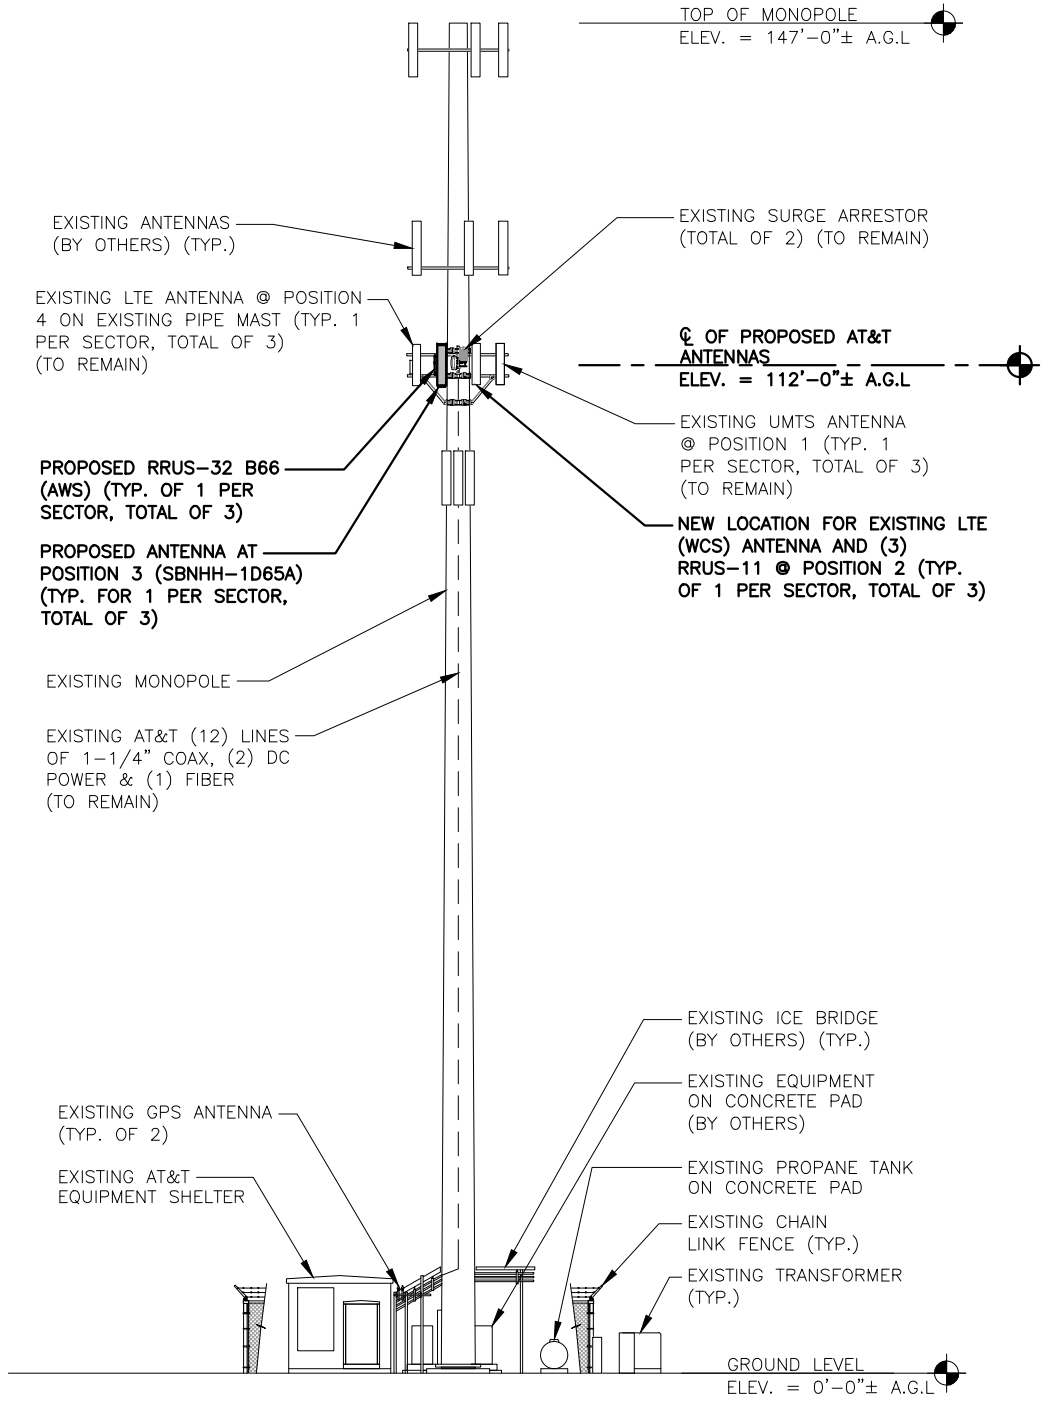 TOP OF MONOPOLE
ELEV. = 147'-0"± A.G.L
EXISTING ANTENNAS
(BY OTHERS) (TYP.)
EXISTING SURGE ARRESTOR
(TOTAL OF 2) (TO REMAIN)
EXISTING LTE ANTENNA @ POSITION
4 ON EXISTING PIPE MAST (TYP. 1
PER SECTOR, TOTAL OF 3)
(TO REMAIN)
℄ OF PROPOSED AT&T
ANTENNAS
ELEV. = 112'-0"± A.G.L
EXISTING UMTS ANTENNA
@ POSITION 1 (TYP. 1
PER SECTOR, TOTAL OF 3)
(TO REMAIN)
PROPOSED RRUS-32 B66
(AWS) (TYP. OF 1 PER
SECTOR, TOTAL OF 3)
NEW LOCATION FOR EXISTING LTE
(WCS) ANTENNA AND (3)
RRUS-11 @ POSITION 2 (TYP.
OF 1 PER SECTOR, TOTAL OF 3)
PROPOSED ANTENNA AT
POSITION 3 (SBNHH-1D65A)
(TYP. FOR 1 PER SECTOR,
TOTAL OF 3)
EXISTING MONOPOLE
EXISTING AT&T (12) LINES
OF 1-1/4" COAX, (2) DC
POWER & (1) FIBER
(TO REMAIN)
EXISTING ICE BRIDGE
(BY OTHERS) (TYP.)
EXISTING EQUIPMENT
ON CONCRETE PAD
(BY OTHERS)
EXISTING GPS ANTENNA
(TYP. OF 2)
EXISTING AT&T
EQUIPMENT SHELTER
EXISTING PROPANE TANK
ON CONCRETE PAD
EXISTING CHAIN
LINK FENCE (TYP.)
EXISTING TRANSFORMER
(TYP.)
GROUND LEVEL
ELEV. = 0'-0"± A.G.L